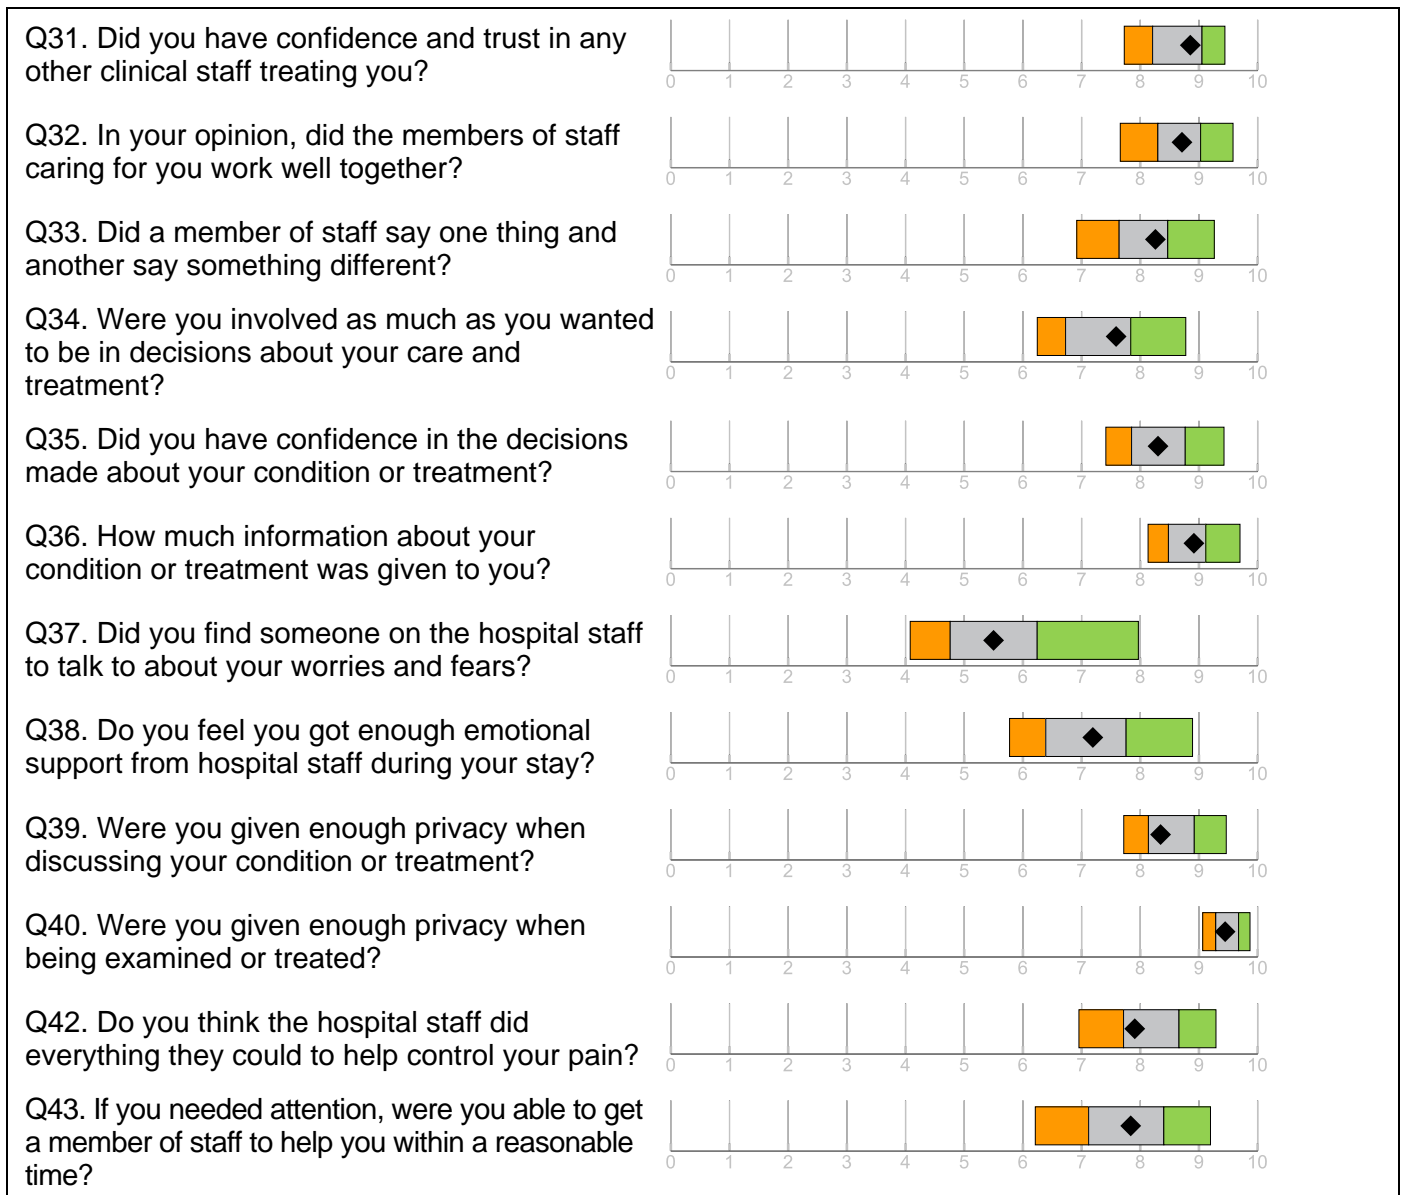 Q31. Did you have confidence and trust in any
other clinical staff treating you?
0 1 2 3 4 5 6 7 8 9 10
Q32. In your opinion, did the members of staff
caring for you work well together?
0 1 2 3 4 5 6 7 8 9 10
Q33. Did a member of staff say one thing and
another say something different?
0 1 2 3 4 5 6 7 8 9 10
Q34. Were you involved as much as you wanted
to be in decisions about your care and
treatment?
0 1 2 3 4 5 6 7 8 9 10
Q35. Did you have confidence in the decisions
made about your condition or treatment?
0 1 2 3 4 5 6 7 8 9 10
Q36. How much information about your
condition or treatment was given to you?
0 1 2 3 4 5 6 7 8 9 10
Q37. Did you find someone on the hospital staff
to talk to about your worries and fears?
0 1 2 3 4 5 6 7 8 9 10
Q38. Do you feel you got enough emotional
support from hospital staff during your stay?
0 1 2 3 4 5 6 7 8 9 10
Q39. Were you given enough privacy when
discussing your condition or treatment?
0 1 2 3 4 5 6 7 8 9 10
Q40. Were you given enough privacy when
being examined or treated?
0 1 2 3 4 5 6 7 8 9 10
Q42. Do you think the hospital staff did
everything they could to help control your pain?
0 1 2 3 4 5 6 7 8 9 10
Q43. If you needed attention, were you able to get
a member of staff to help you within a reasonable
time?
0 1 2 3 4 5 6 7 8 9 10